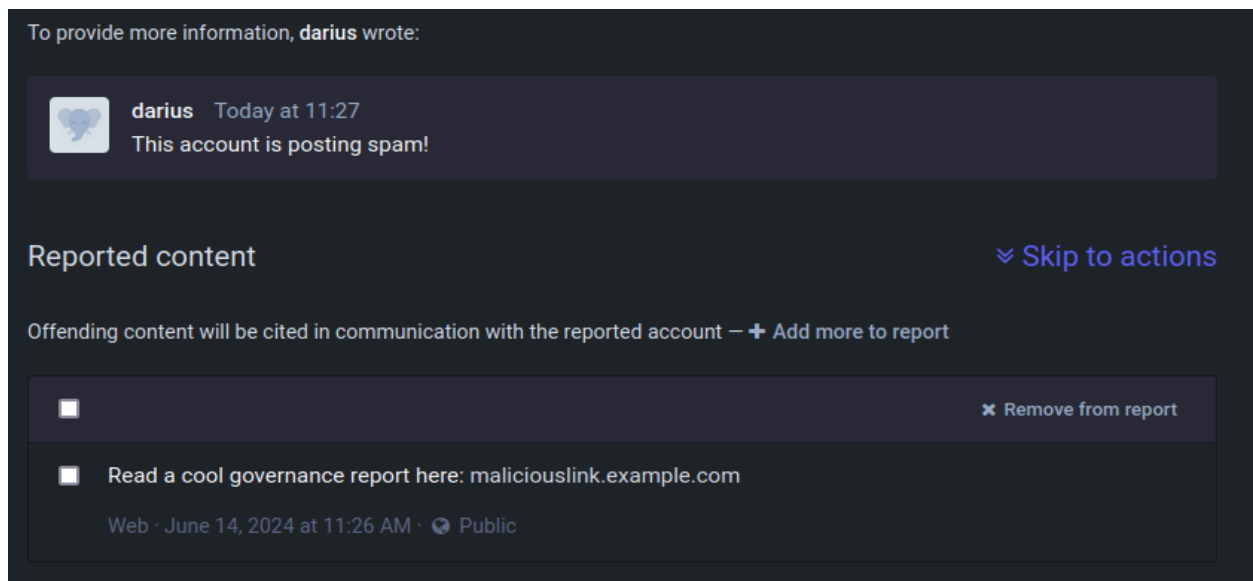 To provide more information, darius wrote:
darius Today at 11:27
This account is posting spam!
Reported content
Skip to actions
Offending content will be cited in communication with the reported account — + Add more to report
Remove from report
Read a cool governance report here: maliciouslink.example.com
Web · June 14, 2024 at 11:26 AM · Public